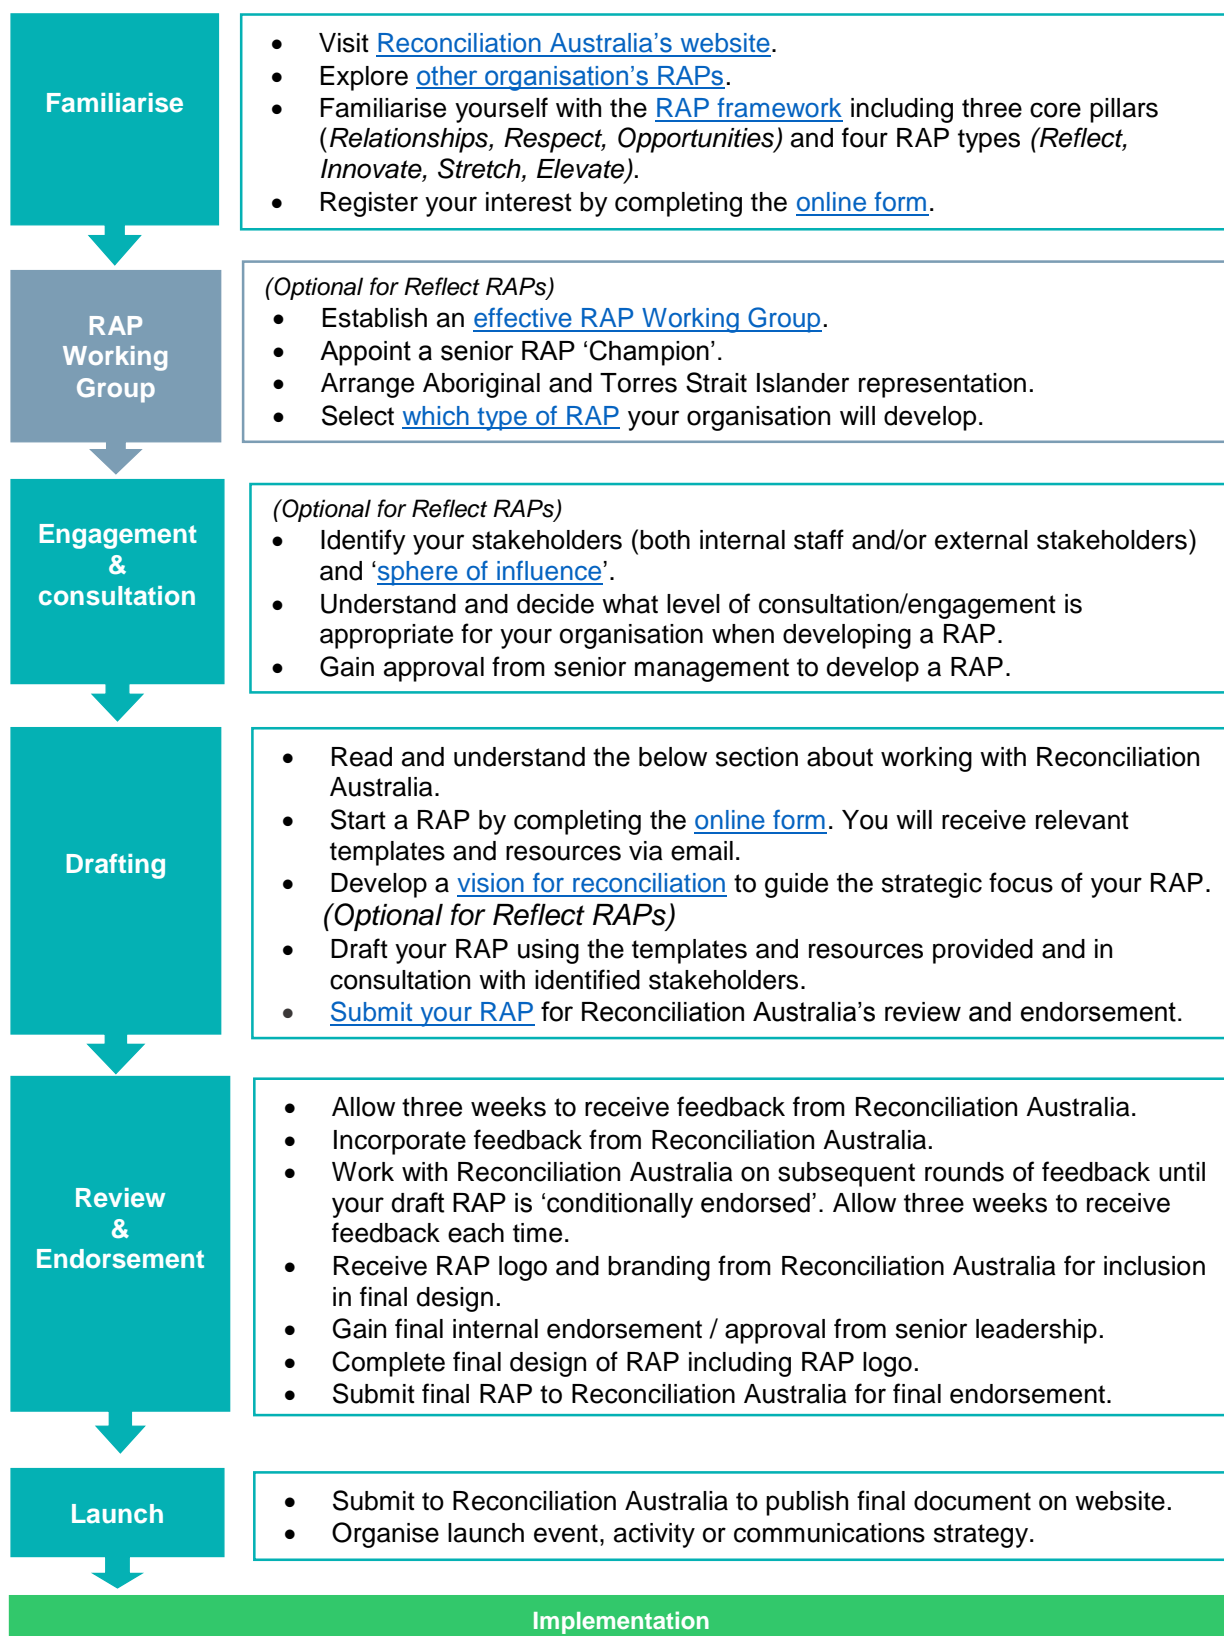 Familiarise
• Visit Reconciliation Australia’s website.
• Explore other organisation’s RAPs.
• Familiarise yourself with the RAP framework including three core pillars
(Relationships, Respect, Opportunities) and four RAP types (Reflect,
Innovate, Stretch, Elevate).
• Register your interest by completing the online form.
RAP
Working
Group
(Optional for Reflect RAPs)
• Establish an effective RAP Working Group.
• Appoint a senior RAP ‘Champion’.
• Arrange Aboriginal and Torres Strait Islander representation.
• Select which type of RAP your organisation will develop.
Engagement
&
consultation
(Optional for Reflect RAPs)
• Identify your stakeholders (both internal staff and/or external stakeholders)
and ‘sphere of influence’.
• Understand and decide what level of consultation/engagement is
appropriate for your organisation when developing a RAP.
• Gain approval from senior management to develop a RAP.
Drafting
• Read and understand the below section about working with Reconciliation
Australia.
• Start a RAP by completing the online form. You will receive relevant
templates and resources via email.
• Develop a vision for reconciliation to guide the strategic focus of your RAP.
(Optional for Reflect RAPs)
• Draft your RAP using the templates and resources provided and in
consultation with identified stakeholders.
• Submit your RAP for Reconciliation Australia’s review and endorsement.
Review
&
Endorsement
• Allow three weeks to receive feedback from Reconciliation Australia.
• Incorporate feedback from Reconciliation Australia.
• Work with Reconciliation Australia on subsequent rounds of feedback until
your draft RAP is ‘conditionally endorsed’. Allow three weeks to receive
feedback each time.
• Receive RAP logo and branding from Reconciliation Australia for inclusion
in final design.
• Gain final internal endorsement / approval from senior leadership.
• Complete final design of RAP including RAP logo.
• Submit final RAP to Reconciliation Australia for final endorsement.
Launch
• Submit to Reconciliation Australia to publish final document on website.
• Organise launch event, activity or communications strategy.
Implementation